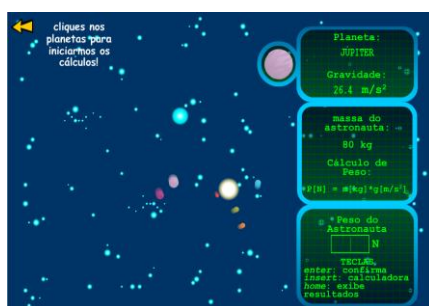 cliques nos
planetas para
iniciarmos os
cálculos!
Planeta:
JÚPITER
Gravidade:
26.4 m/s²
massa do
astronauta:
80 kg
Cálculo de
Peso:
P[N] = m[kg]*g[m/s²]
Peso do
Astronauta
N
TECLAS
enter: confirma
insert: calculadora
home: exibe
resultados